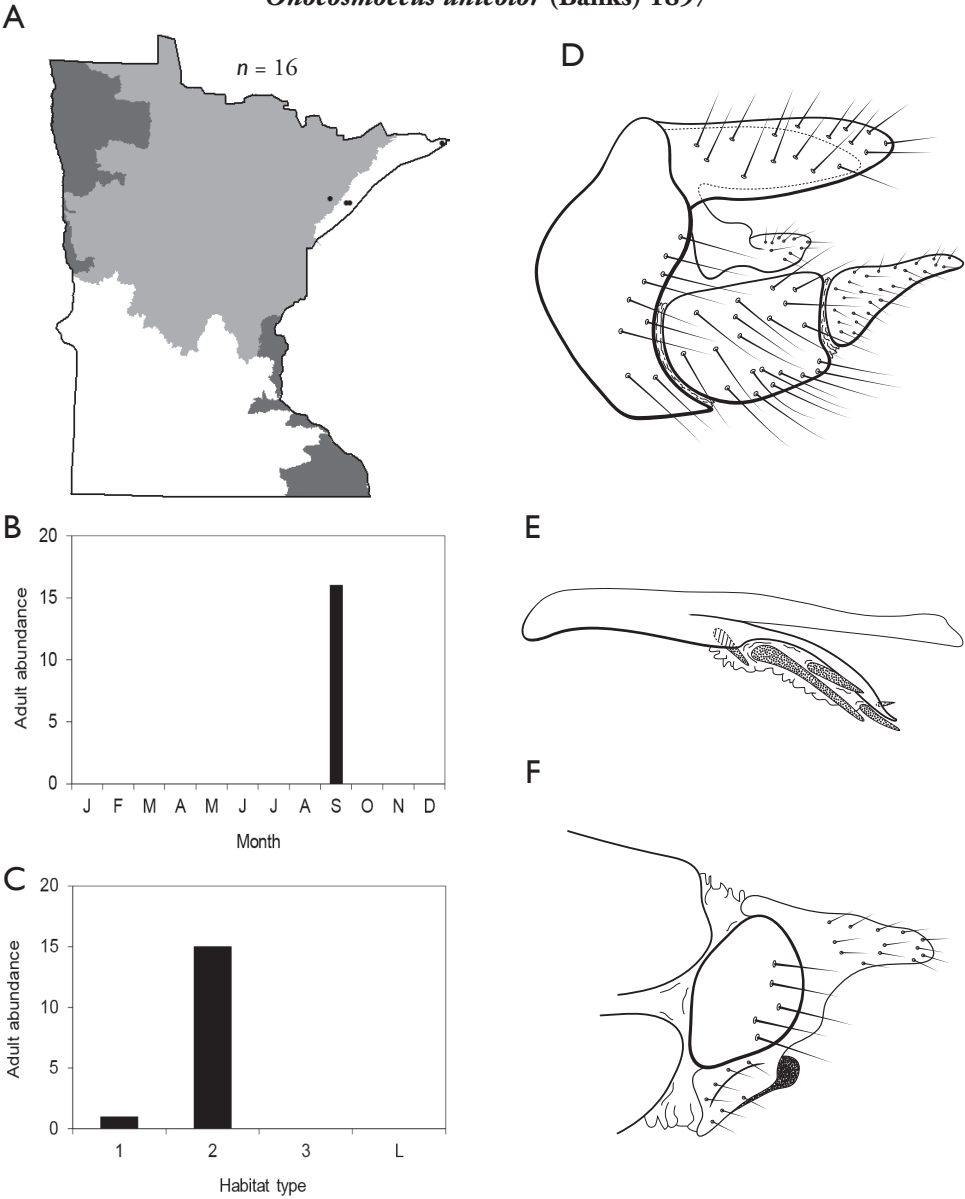 Onocosmoecus unicolor (Banks) 1897
A
n = 16
D
B
20
15
10
5
0
Adult abundance
J F M A M J J A S O N D
Month
C
20
15
10
5
0
Adult abundance
1 2 3 L
Habitat type
E
F